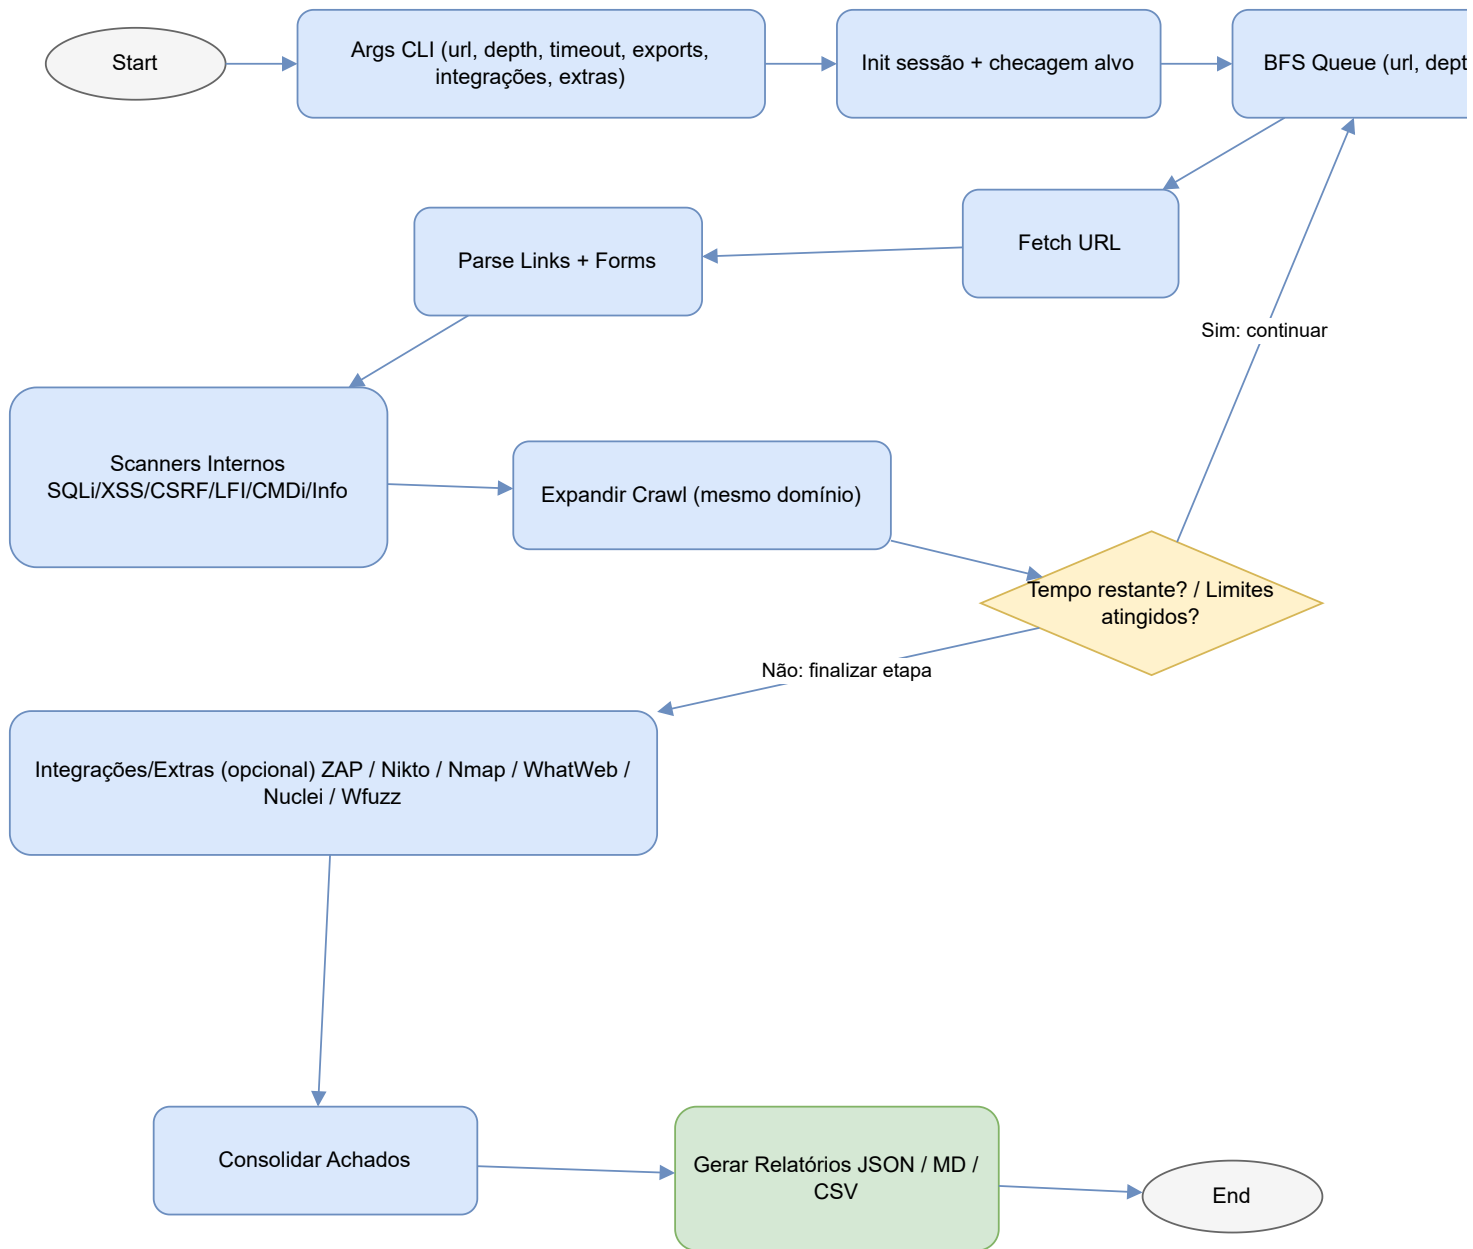 Start
Args CLI (url, depth, timeout, exports,
integrações, extras)
Init sessão + checagem alvo
BFS Queue (url, dept
Fetch URL
Parse Links + Forms
Sim: continuar
Scanners Internos
SQLi/XSS/CSRF/LFI/CMDi/Info
Expandir Crawl (mesmo domínio)
Tempo restante? / Limites
atingidos?
Não: finalizar etapa
Integrações/Extras (opcional) ZAP / Nikto / Nmap / WhatWeb /
Nuclei / Wfuzz
Consolidar Achados
Gerar Relatórios JSON / MD /
CSV
End